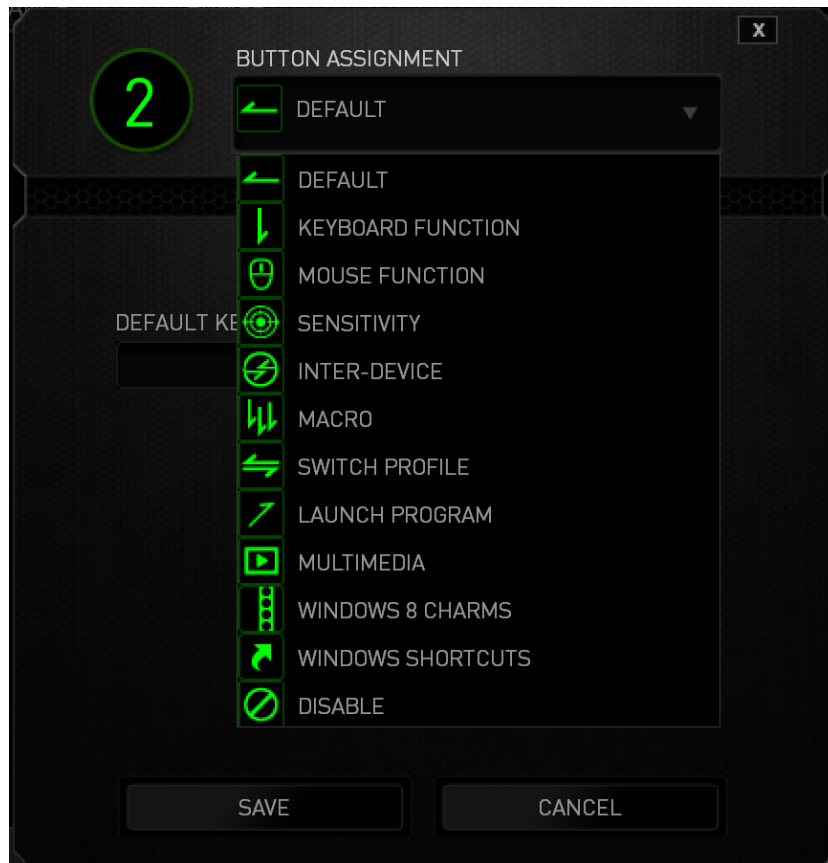 X
BUTTON ASSIGNMENT
2
DEFAULT
DEFAULT
KEYBOARD FUNCTION
MOUSE FUNCTION
DEFAULT KE
SENSITIVITY
INTER-DEVICE
MACRO
SWITCH PROFILE
LAUNCH PROGRAM
MULTIMEDIA
WINDOWS 8 CHARMS
WINDOWS SHORTCUTS
DISABLE
SAVE
CANCEL